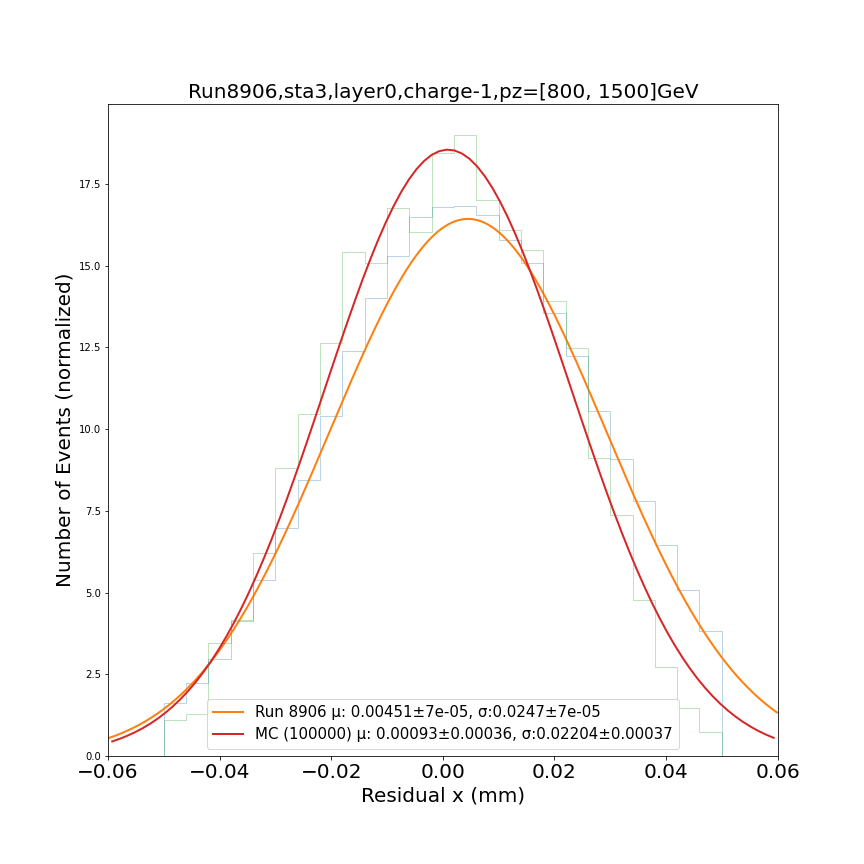 Run8906,sta3,layer0,charge-1,pz=[800, 1500]GeV
Number of Events (normalized)
17.5
15.0
12.5
10.0
7.5
5.0
2.5
0.0
Run 8906 μ: 0.00451±7e-05, σ:0.0247±7e-05
MC (100000) μ: 0.00093±0.00036, σ:0.02204±0.00037
−0.06 −0.04 −0.02 0.00 0.02 0.04 0.06
Residual x (mm)